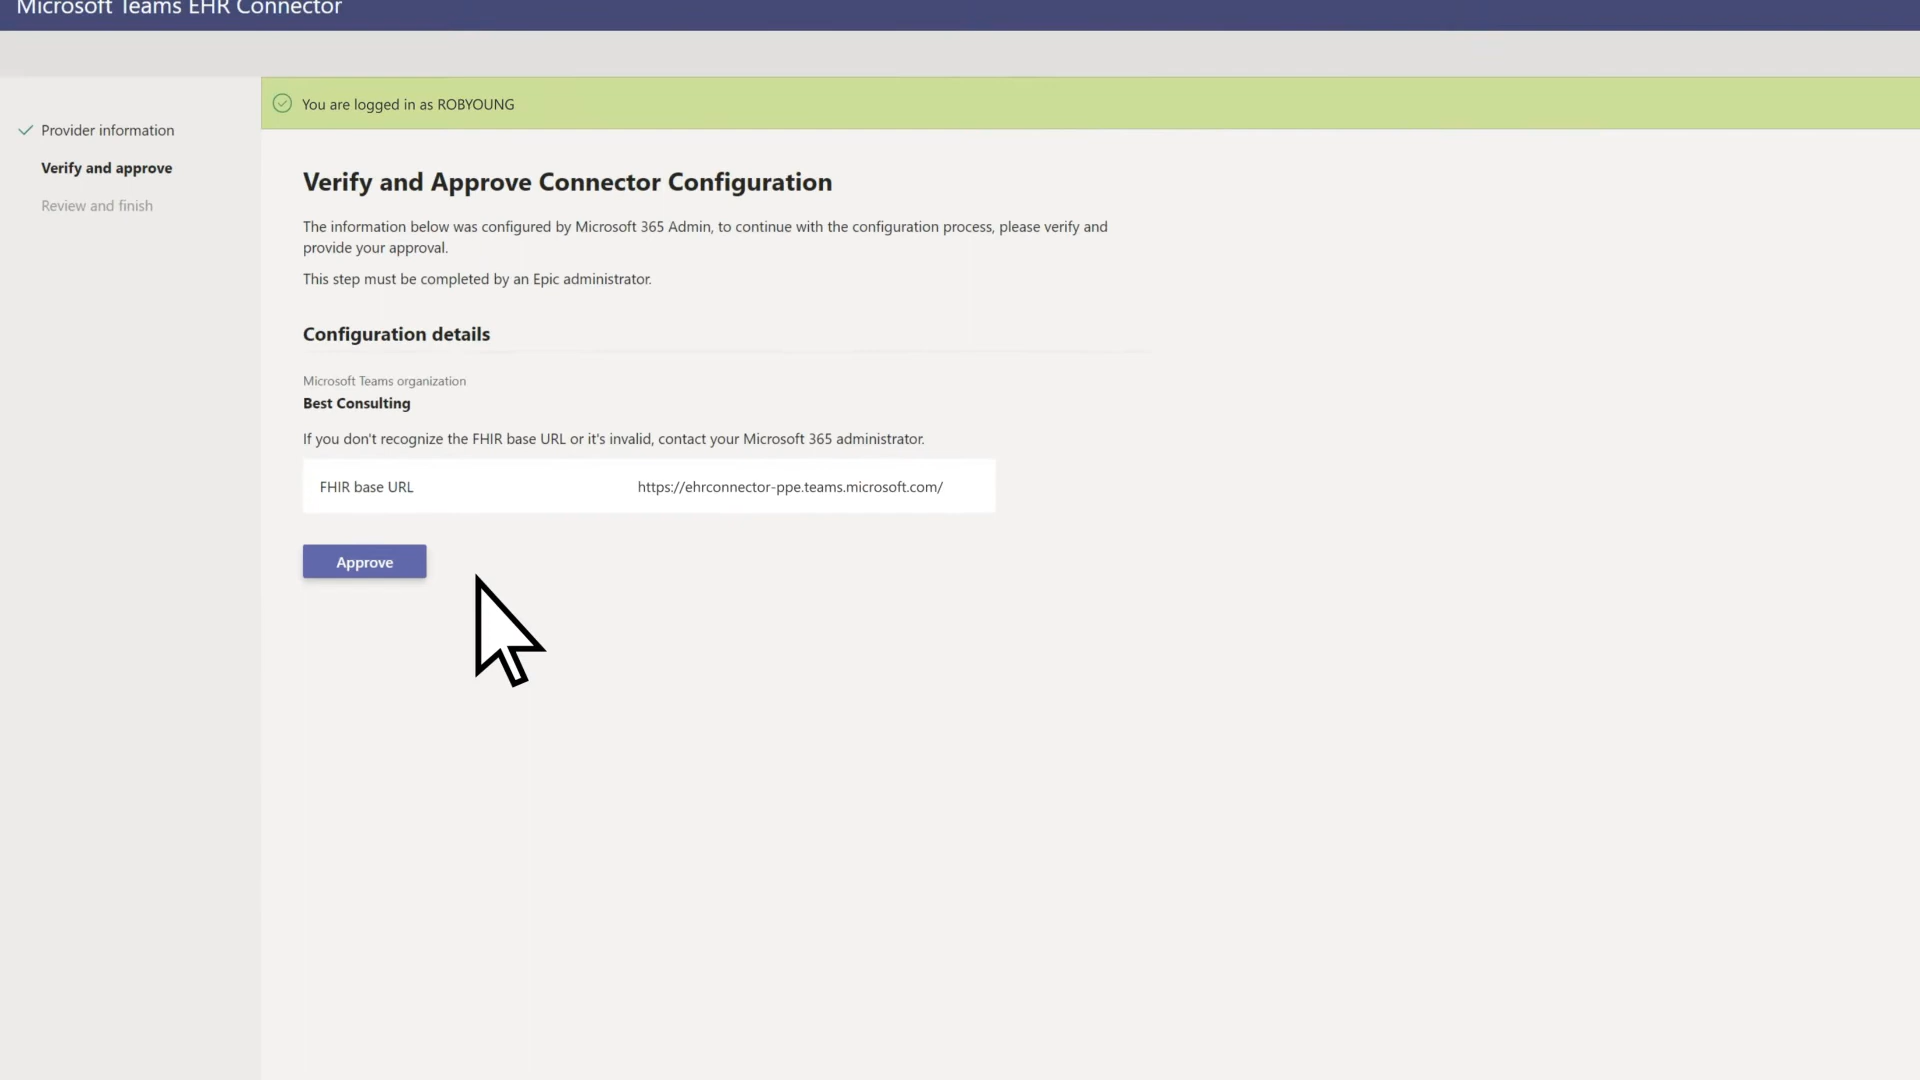 Microsoft Teams EHR Connector
You are logged in as ROBYOUNG
Provider information
Verify and approve
Review and finish
Verify and Approve Connector Configuration
The information below was configured by Microsoft 365 Admin, to continue with the configuration process, please verify and
provide your approval.
This step must be completed by an Epic administrator.
Configuration details
Microsoft Teams organization
Best Consulting
If you don't recognize the FHIR base URL or it's invalid, contact your Microsoft 365 administrator.
FHIR base URL https://ehrconnector-ppe.teams.microsoft.com/
Approve